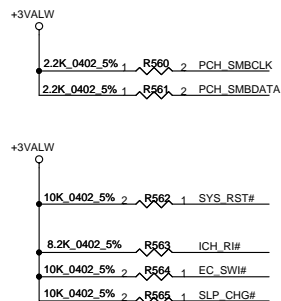 +3VALW
2.2K_0402_5% 1 R560 2 PCH_SMBCLK
2.2K_0402_5% 1 R561 2 PCH_SMBDATA
+3VALW
10K_0402_5% 2 R562 1 SYS_RST#
8.2K_0402_5% R563 ICH_RI#
10K_0402_5% 2 R564 1 EC_SWI#
10K_0402_5% 2 R565 1 SLP_CHG#